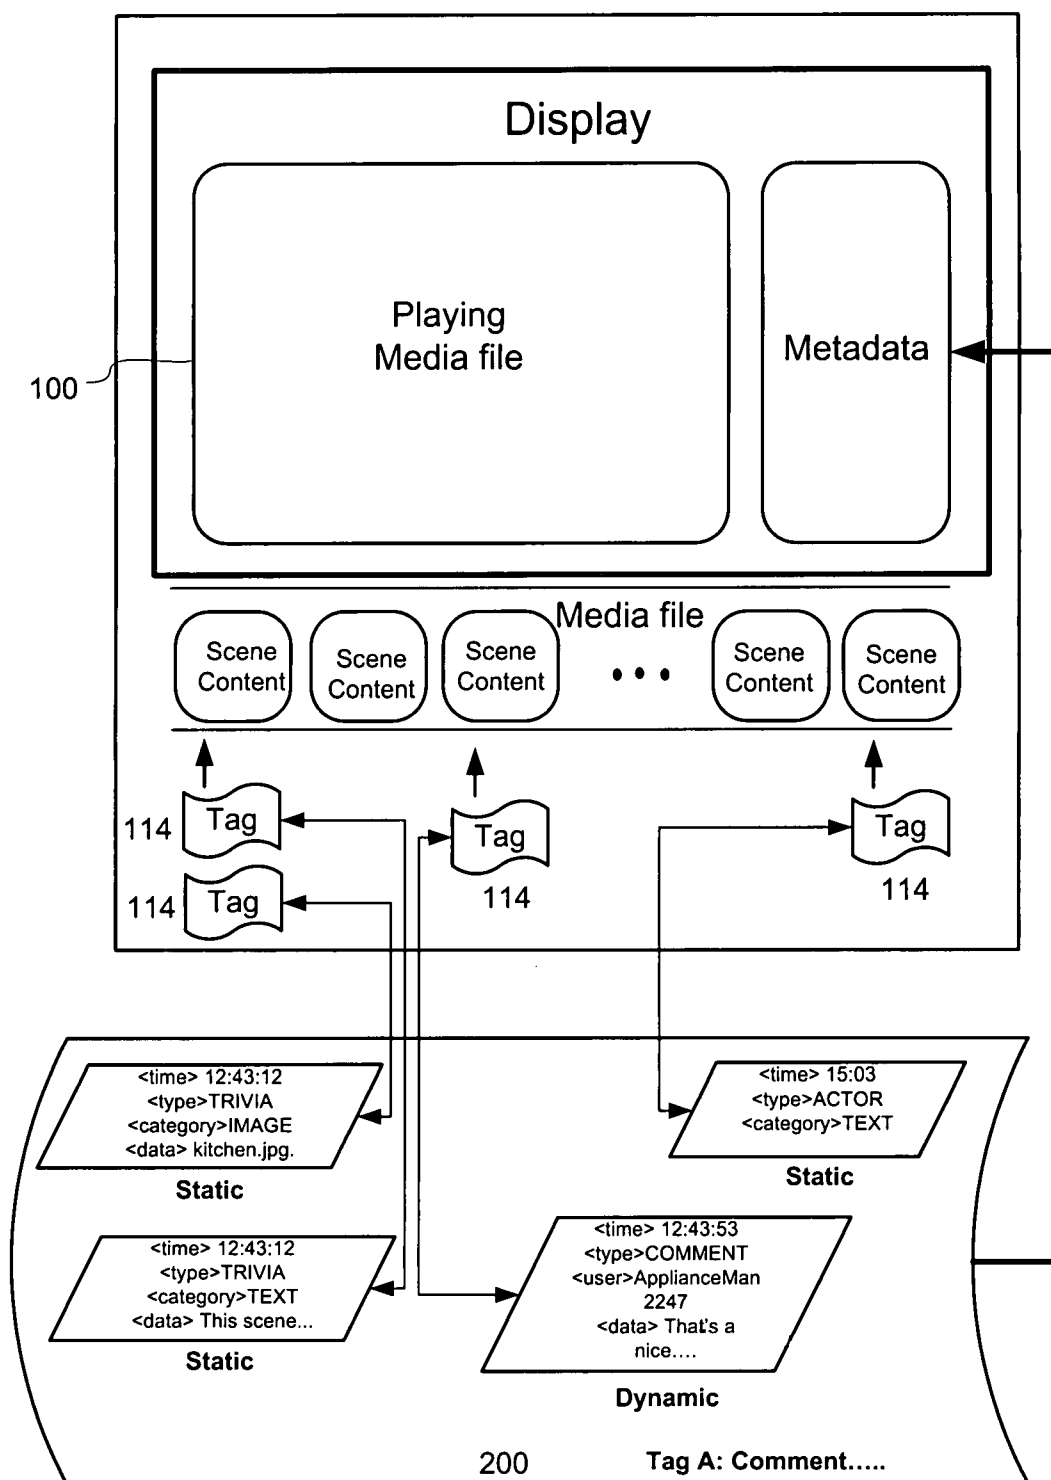 Display
Playing
Media file
Metadata
100
Media file
Scene
Content
Scene
Content
Scene
Content
Scene
Content
Scene
Content
114
Tag
Tag
114
Tag
114
114
Tag
<time> 12:43:12
<type>TRIVIA
<category>IMAGE
<data> kitchen.jpg.
Static
<time> 15:03
<type>ACTOR
<category>TEXT
Static
<time> 12:43:12
<type>TRIVIA
<category>TEXT
<data> This scene...
Static
<time> 12:43:53
<type>COMMENT
<user>ApplianceMan
2247
<data> That's a
nice....
Dynamic
200
Tag A: Comment.....